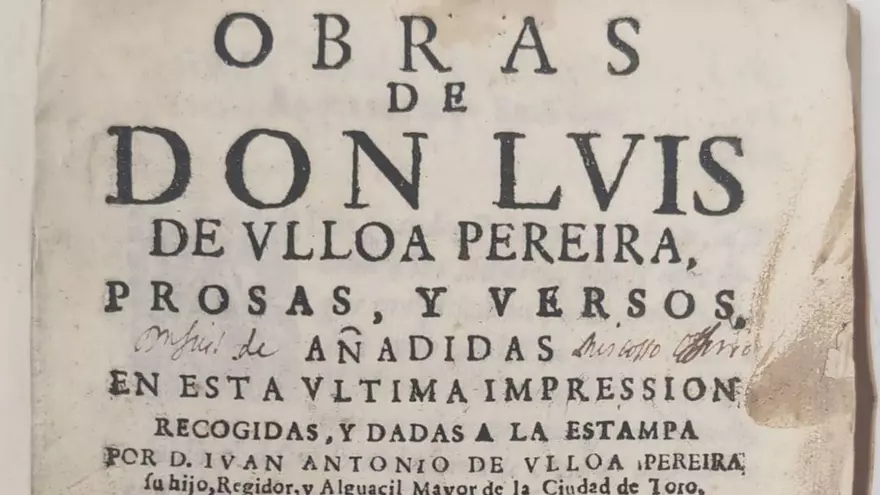 OBRAS
DE
DON LVIS
DE VLLOA PEREIRA,
PROSAS, Y VERSOS,
de AÑADIDAS
EN ESTA VLTIMA IMPRESSION
RECOGIDAS, Y DADAS A LA ESTAMPA
POR D. IVAN ANTONIO DE VLLOA PEREIRA,
su hijo, Regidor, y Alguacil Mayor de la Ciudad de Toro,